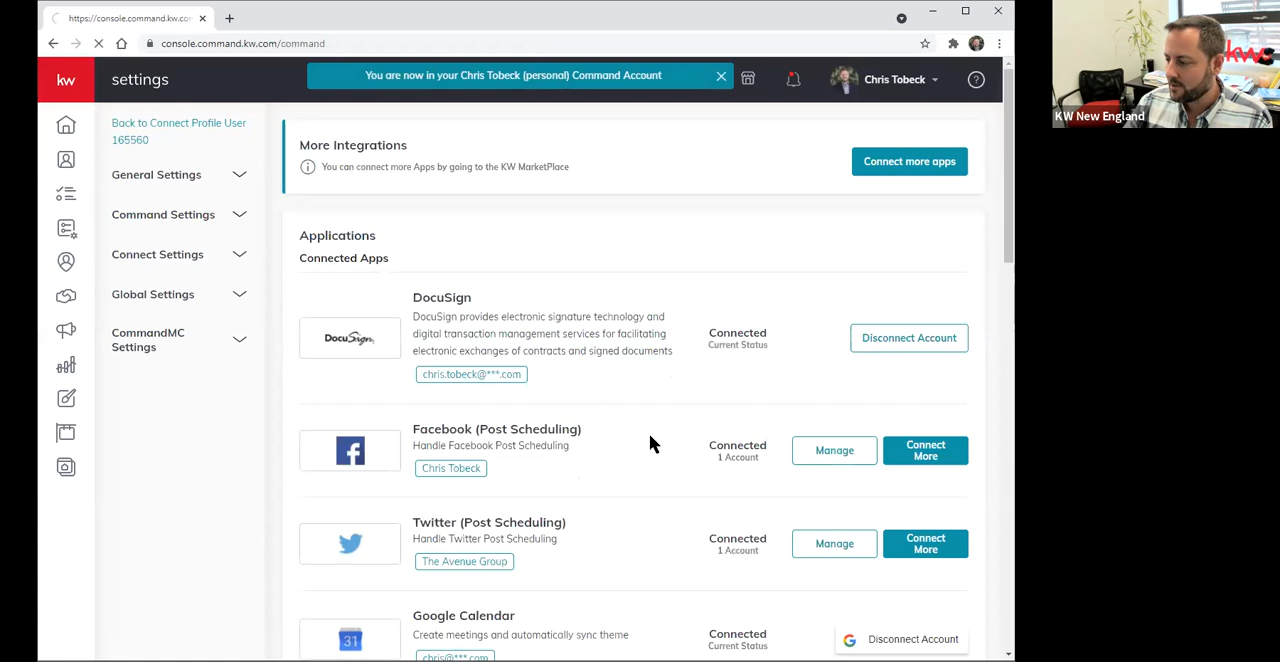 https://console.command.kw.com
console.command.kw.com/command
kw
settings
You are now in your Chris Tobeck (personal) Command Account
Chris Tobeck
KW New England
kw
Back to Connect Profile User
165560
General Settings
Command Settings
Connect Settings
Global Settings
CommandMC
Settings
More Integrations
You can connect more Apps by going to the KW MarketPlace
Connect more apps
Applications
Connected Apps
DocuSign
DocuSign
DocuSign provides electronic signature technology and
digital transaction management services for facilitating
electronic exchanges of contracts and signed documents
chris.tobeck@***.com
Connected
Current Status
Disconnect Account
Facebook (Post Scheduling)
Handle Facebook Post Scheduling
Chris Tobeck
Connected
1 Account
Manage
Connect
More
Twitter (Post Scheduling)
Handle Twitter Post Scheduling
The Avenue Group
Connected
1 Account
Manage
Connect
More
31
Google Calendar
Create meetings and automatically sync theme
chris@***.com
Connected
Current Status
Disconnect Account